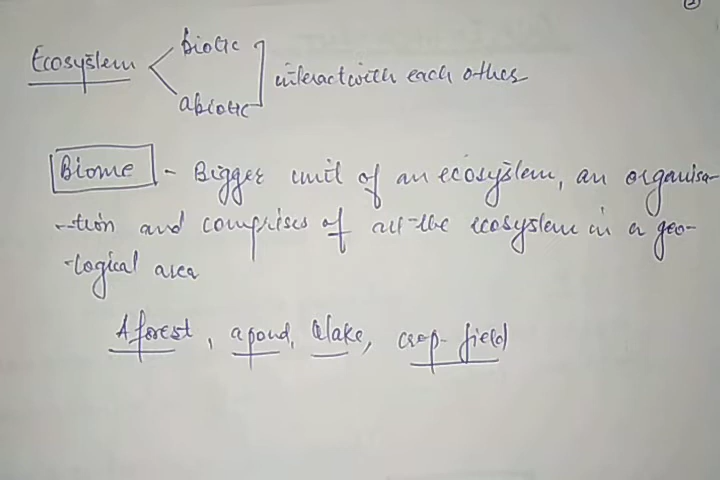 ②
Ecosystem < biotic
abiotic ] interact with each other
Biome - Bigger unit of an ecosystem, an organisa-
-tion and comprises of all the ecosystem in a geo-
-logical area
A forest, a pond, a lake, crop-field